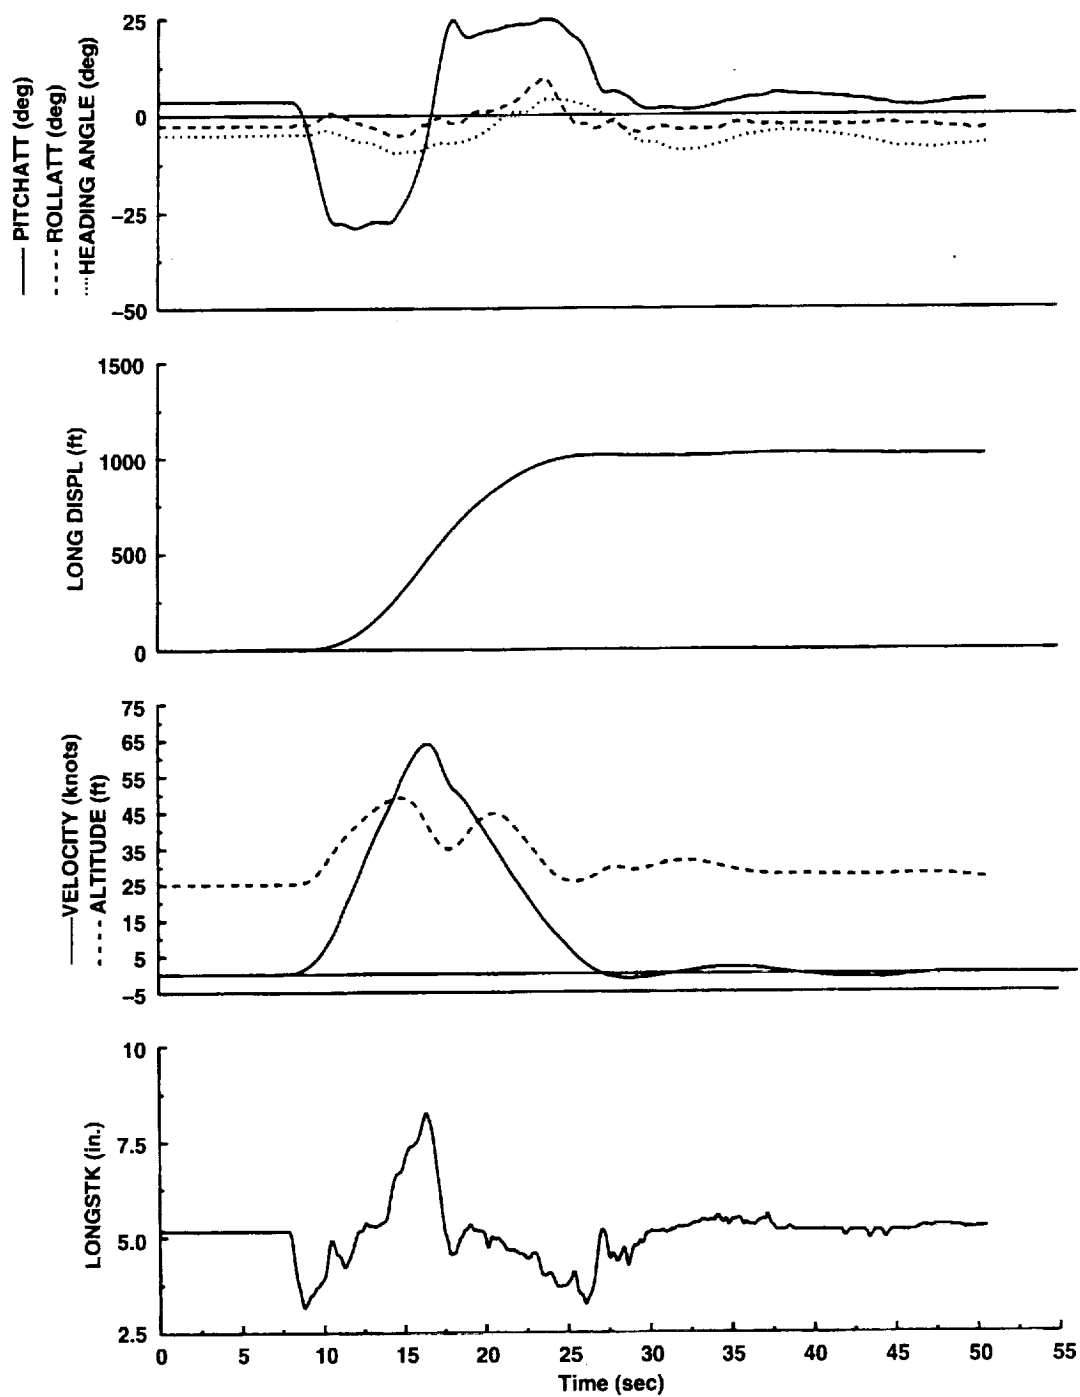 — PITCHATT (deg)
---- ROLLATT (deg)
.....HEADING ANGLE (deg)
25
0
−25
−50
LONG DISPL (ft)
1500
1000
500
0
—VELOCITY (knots)
---- ALTITUDE (ft)
75
65
55
45
35
25
15
5
−5
LONGSTK (in.)
10
7.5
5.0
2.5
0 5 10 15 20 25 30 35 40 45 50 55
Time (sec)